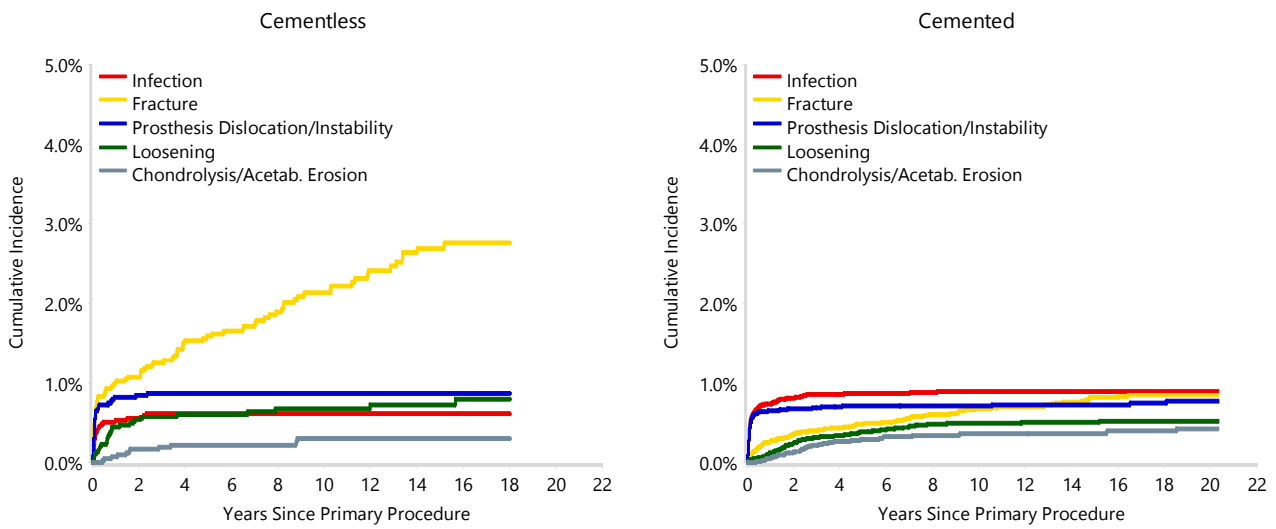 Cementless
5.0%
4.0%
3.0%
2.0%
1.0%
0.0%
Cumulative Incidence
Infection
Fracture
Prosthesis Dislocation/Instability
Loosening
Chondrolysis/Acetab. Erosion
0 2 4 6 8 10 12 14 16 18 20 22
Years Since Primary Procedure
Cemented
5.0%
4.0%
3.0%
2.0%
1.0%
0.0%
Cumulative Incidence
Infection
Fracture
Prosthesis Dislocation/Instability
Loosening
Chondrolysis/Acetab. Erosion
0 2 4 6 8 10 12 14 16 18 20 22
Years Since Primary Procedure